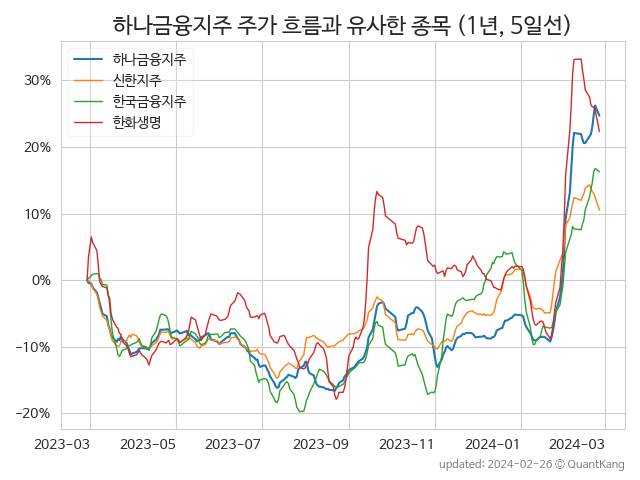 하나금융지주 주가 흐름과 유사한 종목 (1년, 5일선)
하나금융지주
신한지주
한국금융지주
한화생명
30%
20%
10%
0%
−10%
−20%
2023-03 2023-05 2023-07 2023-09 2023-11 2024-01 2024-03
updated: 2024-02-26 © QuantKang